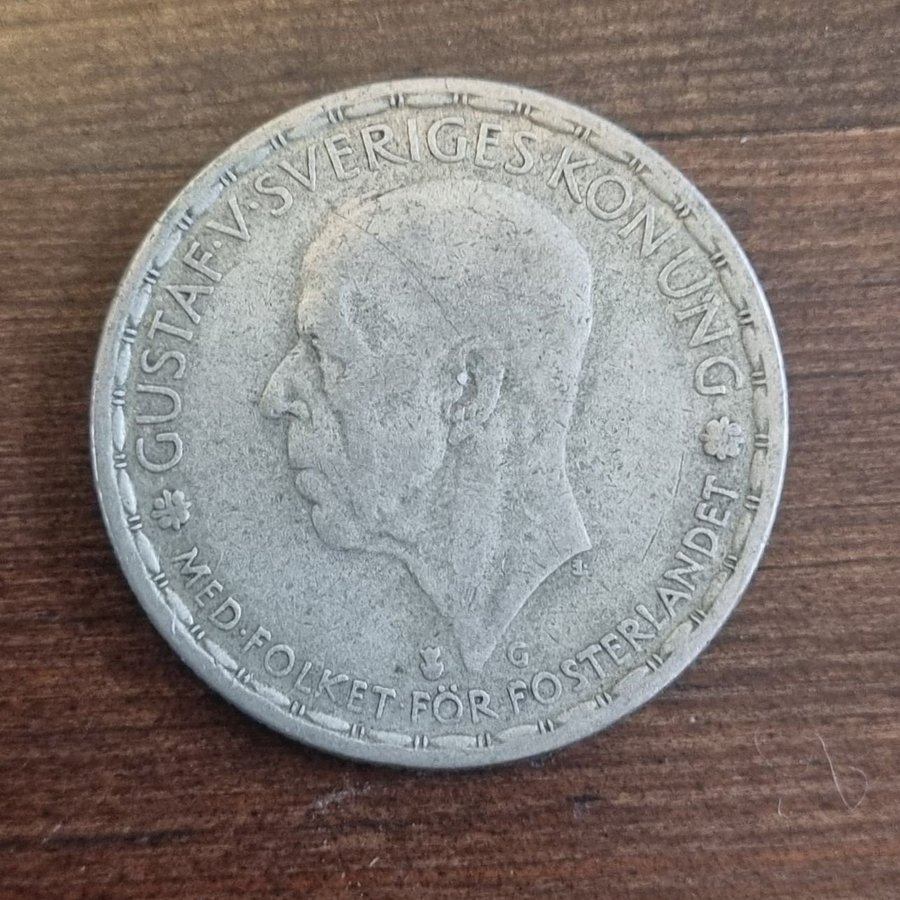 GUSTAF·V·SVERIGES·KONUNG
MED·FOLKET·FÖR FOSTERLANDET
G